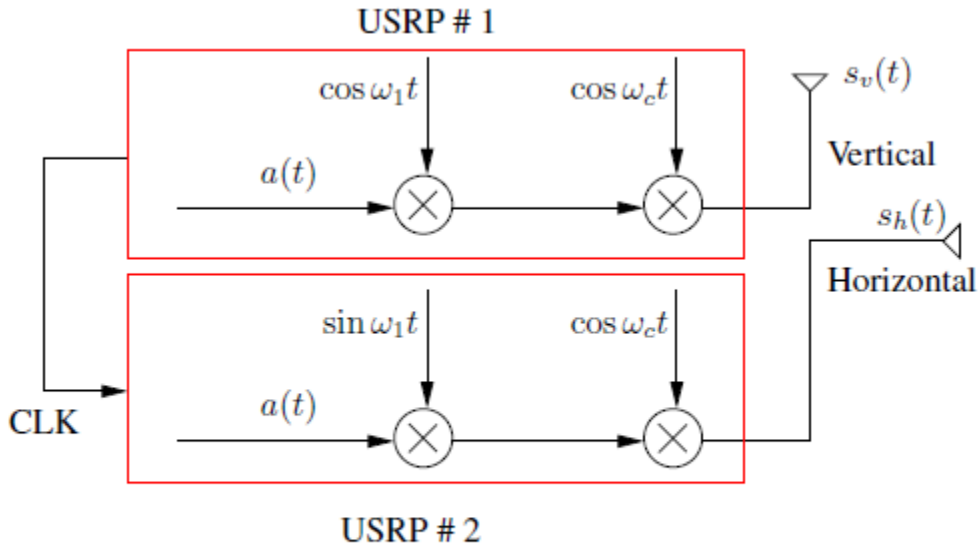 USRP # 1
cos ω₁t
cos ω_c t
s_v(t)
a(t)
Vertical
s_h(t)
Horizontal
sin ω₁t
cos ω_c t
a(t)
CLK
USRP # 2